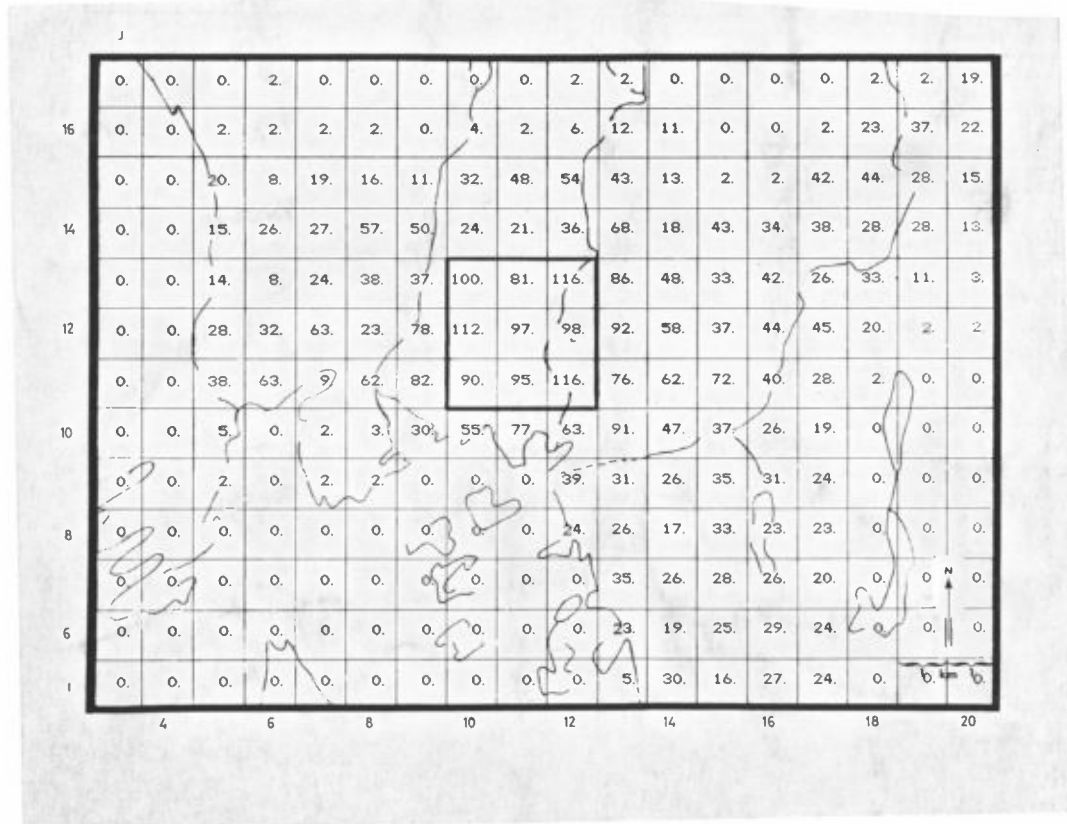 J
0. 0. 0. 2. 0. 0. 0. 0. 0. 2. 2. 0. 0. 0. 0. 2. 2. 19.
16 0. 0. 2. 2. 2. 2. 0. 4. 2. 6. 12. 11. 0. 0. 2. 23. 37. 22.
0. 0. 20. 8. 19. 16. 11. 32. 48. 54. 43. 13. 2. 2. 42. 44. 28. 15.
14 0. 0. 15. 26. 27. 57. 50. 24. 21. 36. 68. 18. 43. 34. 38. 28. 28. 13.
0. 0. 14. 8. 24. 38. 37. 100. 81. 116. 86. 48. 33. 42. 26. 33. 11. 3.
12 0. 0. 28. 32. 63. 23. 78. 112. 97. 98. 92. 58. 37. 44. 45. 20. 2. 2.
0. 0. 38. 63. 9. 62. 82. 90. 95. 116. 76. 62. 72. 40. 28. 2. 0. 0.
10 0. 0. 5. 0. 2. 3. 30. 55. 77. 63. 91. 47. 37. 26. 19. 0. 0. 0.
0. 0. 2. 0. 2. 2. 0. 0. 0. 39. 31. 26. 35. 31. 24. 0. 0. 0.
8 0. 0. 0. 0. 0. 0. 0. 0. 0. 24. 26. 17. 33. 23. 23. 0. 0. 0.
0. 0. 0. 0. 0. 0. 0. 0. 0. 0. 35. 26. 28. 26. 20. 0. 0. 0.
N
6 0. 0. 0. 0. 0. 0. 0. 0. 0. 0. 23. 19. 25. 29. 24. 0. 0. 0.
I 0. 0. 0. 0. 0. 0. 0. 0. 0. 0. 5. 30. 16. 27. 24. 0. 0. 0.
4 6 8 10 12 14 16 18 20